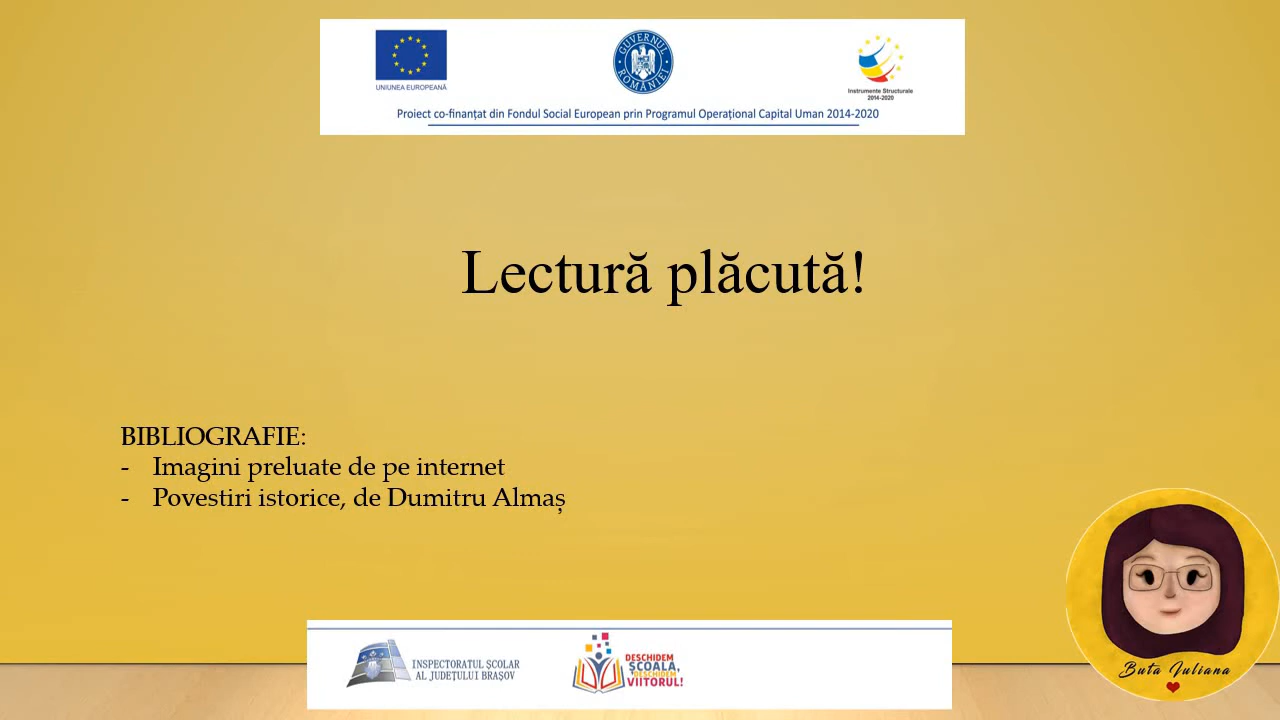 UNIUNEA EUROPEANĂ
GUVERNUL ROMÂNIEI
Instrumente Structurale
2014-2020
Proiect co-finanțat din Fondul Social European prin Programul Operațional Capital Uman 2014-2020
Lectură plăcută!
BIBLIOGRAFIE:
- Imagini preluate de pe internet
- Povestiri istorice, de Dumitru Almaș
INSPECTORATUL ȘCOLAR
AL JUDEȚULUI BRAȘOV
DESCHIDEM
ȘCOALA,
DESCHIDEM
VIITORUL!
Buta Iuliana